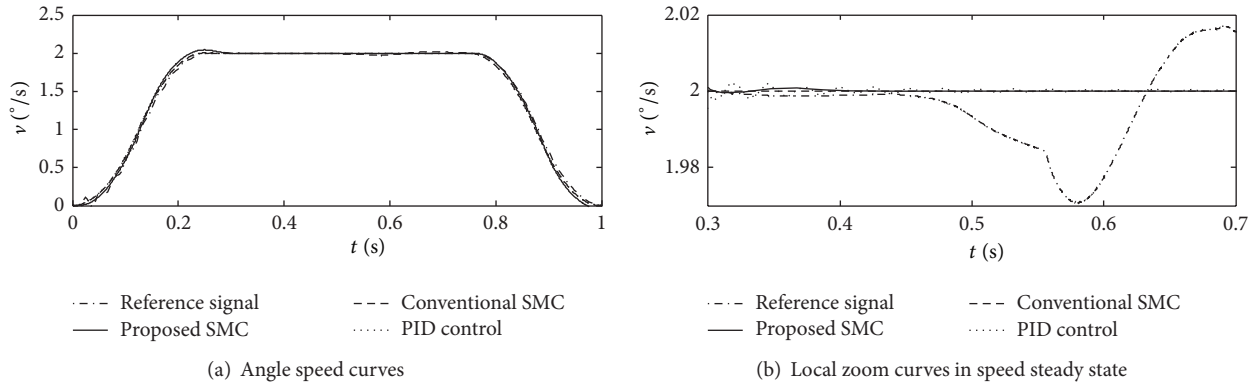 2.5
2
1.5
1
0.5
0
v (°/s)
0
0.2
0.4
0.6
0.8
1
t (s)
Reference signal
Proposed SMC
Conventional SMC
PID control
(a) Angle speed curves
2.02
2
1.98
v (°/s)
0.3
0.4
0.5
0.6
0.7
t (s)
Reference signal
Proposed SMC
Conventional SMC
PID control
(b) Local zoom curves in speed steady state